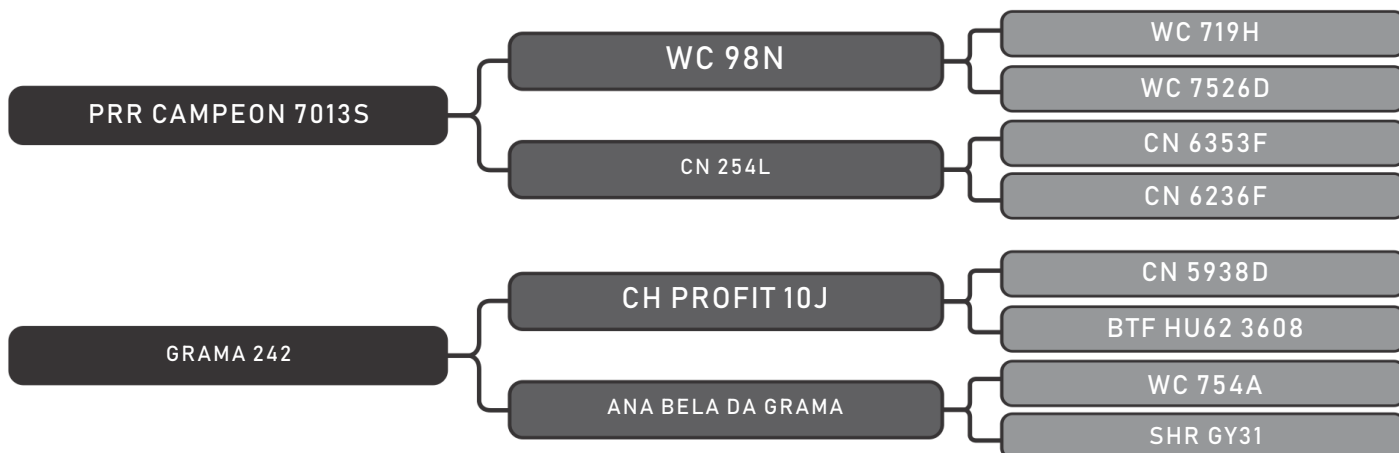 WC 719H
WC 98N
WC 7526D
PRR CAMPEON 7013S
CN 6353F
CN 254L
CN 6236F
CN 5938D
CH PROFIT 10J
BTF HU62 3608
GRAMA 242
WC 754A
ANA BELA DA GRAMA
SHR GY31